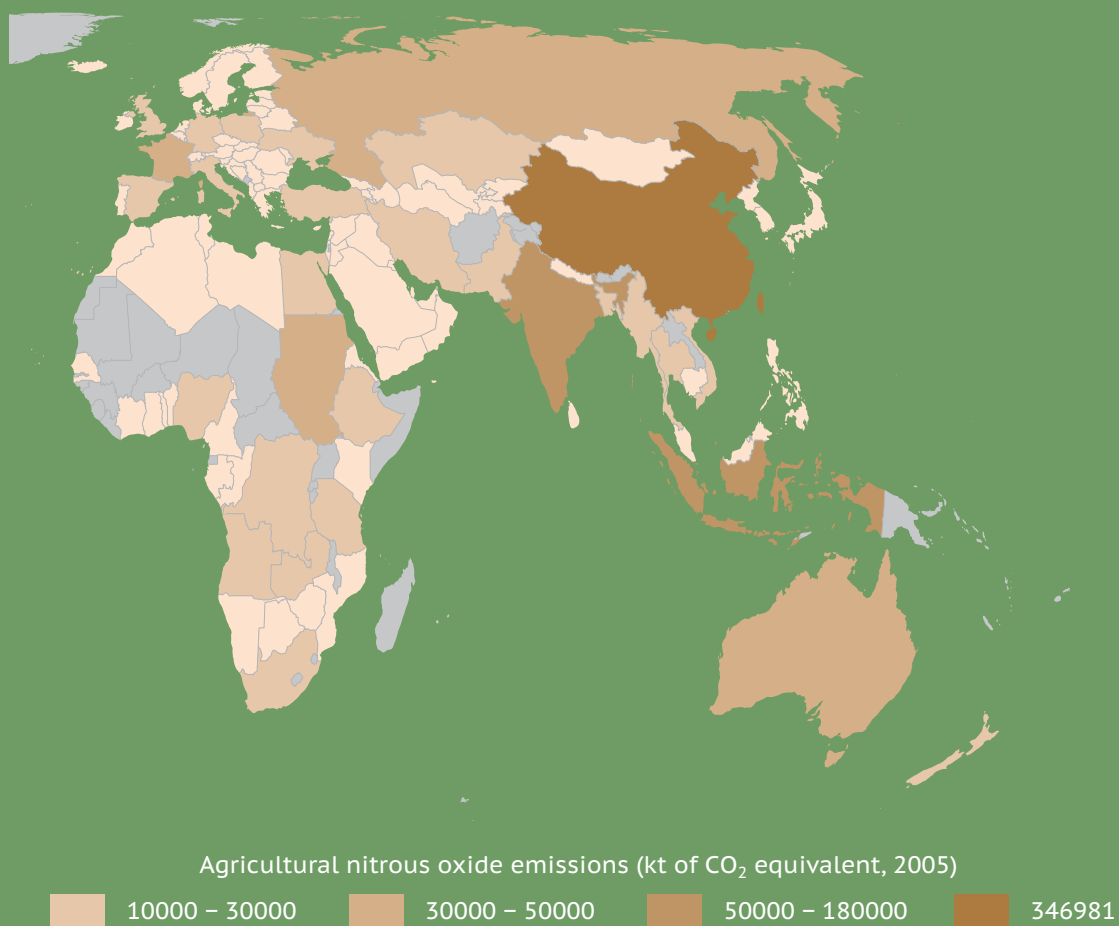 Agricultural nitrous oxide emissions (kt of CO₂ equivalent, 2005)
10000 – 30000 30000 – 50000 50000 – 180000 346981